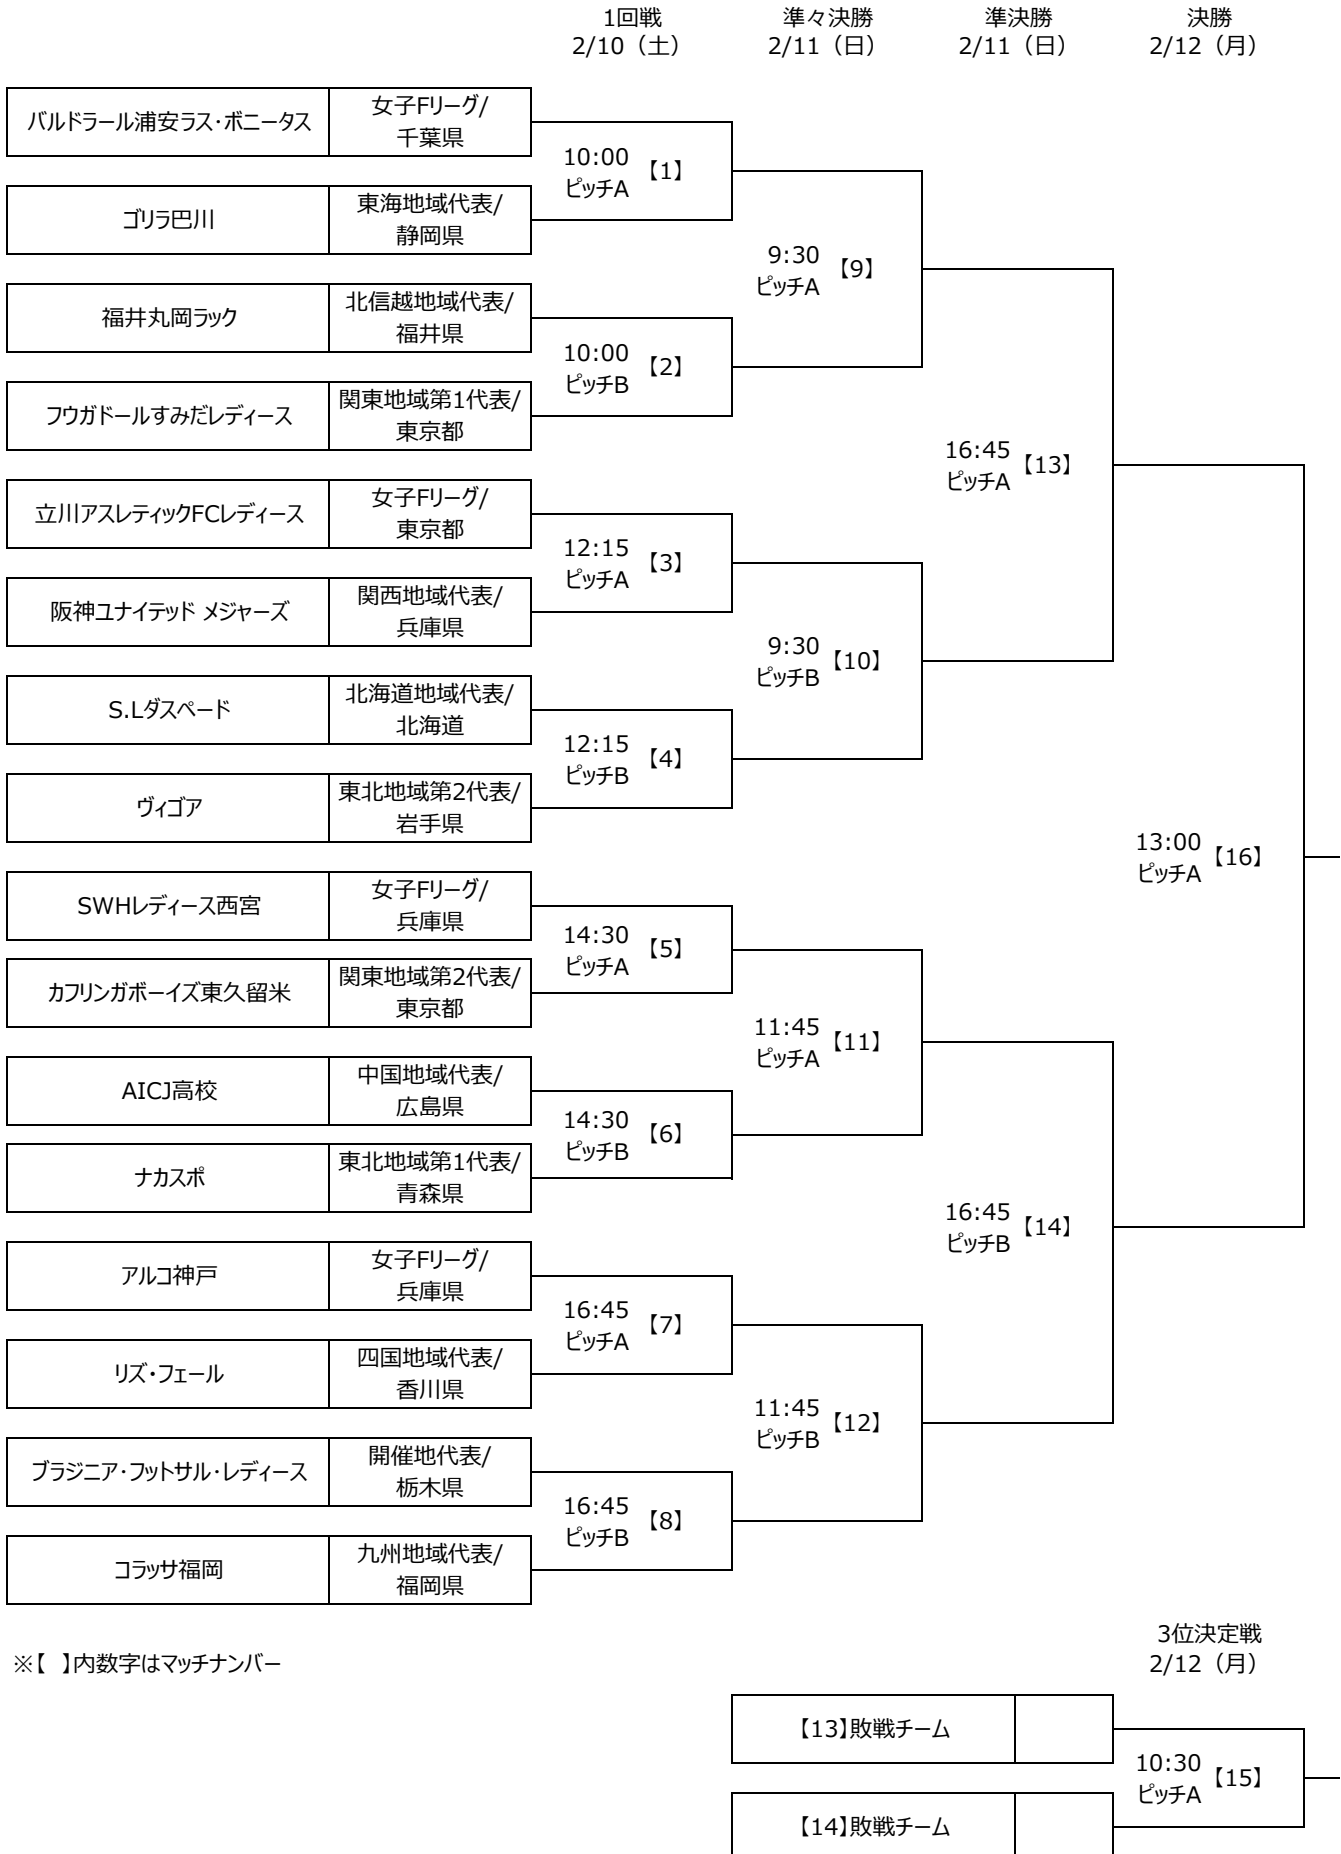 1回戦
2/10（土）
準々決勝
2/11（日）
準決勝
2/11（日）
決勝
2/12（月）
バルドラール浦安ラス・ボニータス
女子Fリーグ/
千葉県
10:00
ピッチA
【1】
ゴリラ巴川
東海地域代表/
静岡県
9:30
ピッチA
【9】
福井丸岡ラック
北信越地域代表/
福井県
10:00
ピッチB
【2】
フウガドールすみだレディース
関東地域第1代表/
東京都
16:45
ピッチA
【13】
立川アスレティックFCレディース
女子Fリーグ/
東京都
12:15
ピッチA
【3】
阪神ユナイテッド メジャーズ
関西地域代表/
兵庫県
9:30
ピッチB
【10】
S.Lダスペード
北海道地域代表/
北海道
12:15
ピッチB
【4】
ヴィゴア
東北地域第2代表/
岩手県
13:00
ピッチA
【16】
SWHレディース西宮
女子Fリーグ/
兵庫県
14:30
ピッチA
【5】
カフリンガボーイズ東久留米
関東地域第2代表/
東京都
11:45
ピッチA
【11】
AICJ高校
中国地域代表/
広島県
14:30
ピッチB
【6】
ナカスポ
東北地域第1代表/
青森県
16:45
ピッチB
【14】
アルコ神戸
女子Fリーグ/
兵庫県
16:45
ピッチA
【7】
リズ・フェール
四国地域代表/
香川県
11:45
ピッチB
【12】
ブラジニア・フットサル・レディース
開催地代表/
栃木県
16:45
ピッチB
【8】
コラッサ福岡
九州地域代表/
福岡県
※【 】内数字はマッチナンバー
3位決定戦
2/12（月）
【13】敗戦チーム
10:30
ピッチA
【15】
【14】敗戦チーム